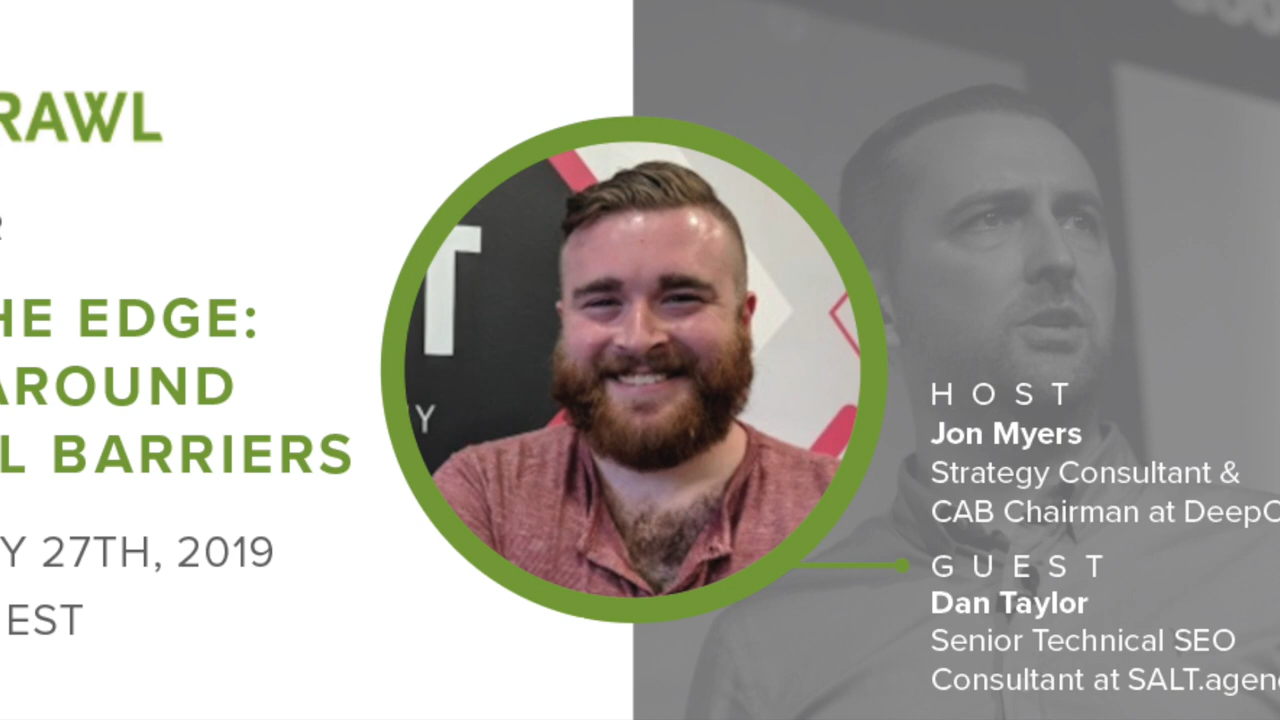 RAWL
R
HE EDGE:
AROUND
L BARRIERS
Y 27TH, 2019
EST
T
Y
HOST
Jon Myers
Strategy Consultant &
CAB Chairman at DeepC
GUEST
Dan Taylor
Senior Technical SEO
Consultant at SALT.agenc